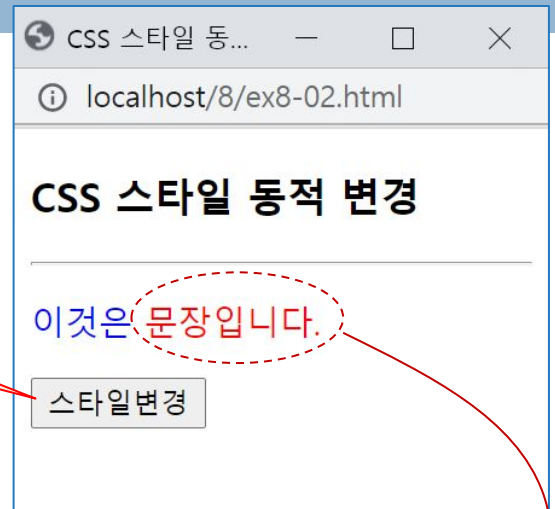 CSS 스타일 동...
localhost/8/ex8-02.html
CSS 스타일 동적 변경
이것은 문장입니다.
스타일변경